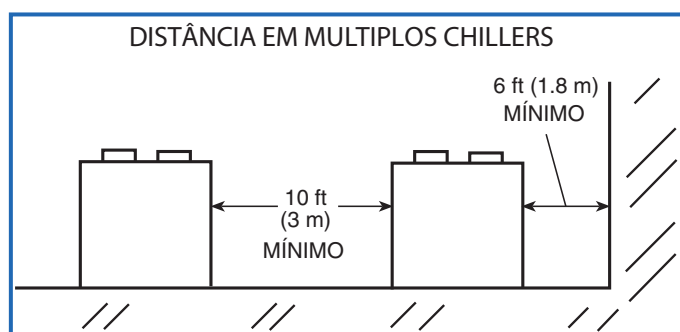 DISTÂNCIA EM MULTIPLOS CHILLERS
6 ft (1.8 m)
MÍNIMO
10 ft
(3 m)
MÍNIMO